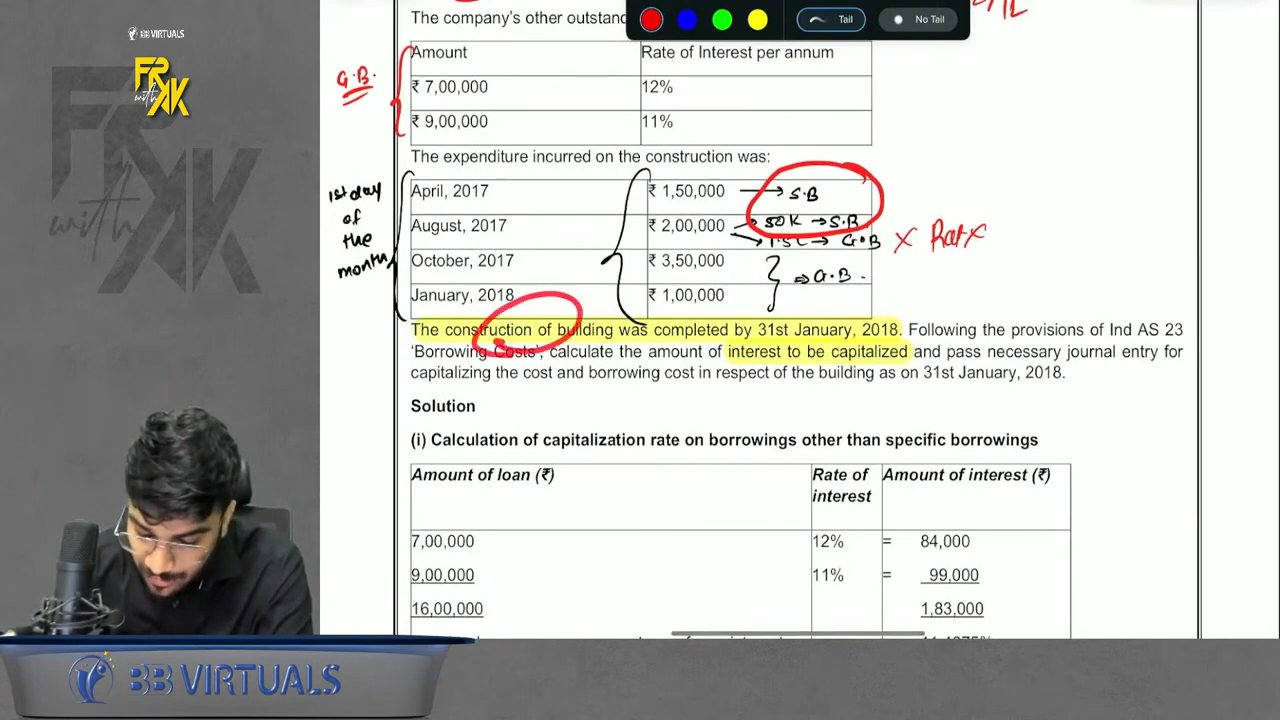 The company's other outstand
Tail
No Tail
BB VIRTUALS
FR
with
AK
FR
with
AK
G.B.
Amount
Rate of Interest per annum
₹ 7,00,000
12%
₹ 9,00,000
11%
The expenditure incurred on the construction was:
1st day
of
the
month
April, 2017
₹ 1,50,000
→ S.B
August, 2017
₹ 2,00,000
50K → S.B
1.5L → G.B
× Rate
October, 2017
₹ 3,50,000
⇒ G.B.
January, 2018
₹ 1,00,000
The construction of building was completed by 31st January, 2018. Following the provisions of Ind AS 23
'Borrowing Costs', calculate the amount of interest to be capitalized and pass necessary journal entry for
capitalizing the cost and borrowing cost in respect of the building as on 31st January, 2018.
Solution
(i) Calculation of capitalization rate on borrowings other than specific borrowings
Amount of loan (₹)
Rate of
interest
Amount of interest (₹)
7,00,000
12%
= 84,000
9,00,000
11%
= 99,000
16,00,000
1,83,000
BB VIRTUALS